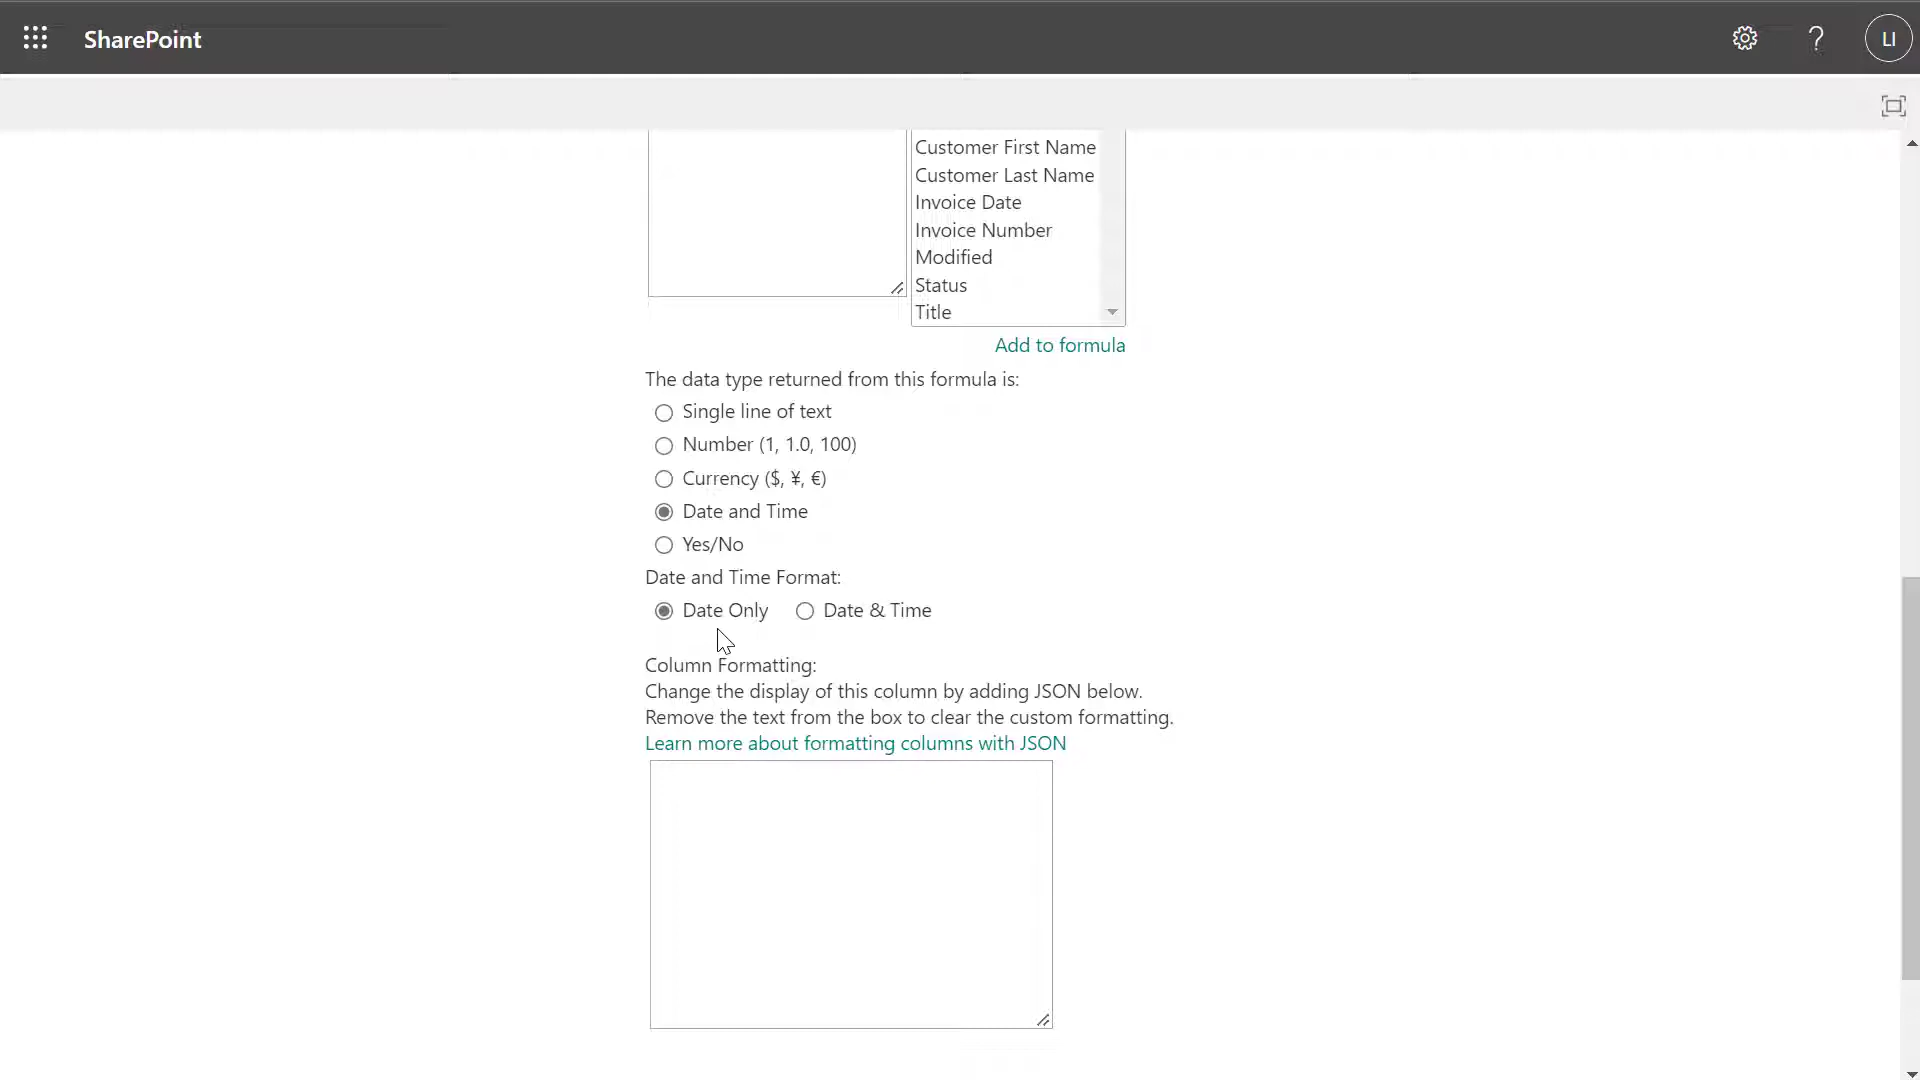 SharePoint
?
LI
Customer First Name
Customer Last Name
Invoice Date
Invoice Number
Modified
Status
Title
Add to formula
The data type returned from this formula is:
Single line of text
Number (1, 1.0, 100)
Currency ($, ¥, €)
Date and Time
Yes/No
Date and Time Format:
Date Only Date & Time
Column Formatting:
Change the display of this column by adding JSON below.
Remove the text from the box to clear the custom formatting.
Learn more about formatting columns with JSON